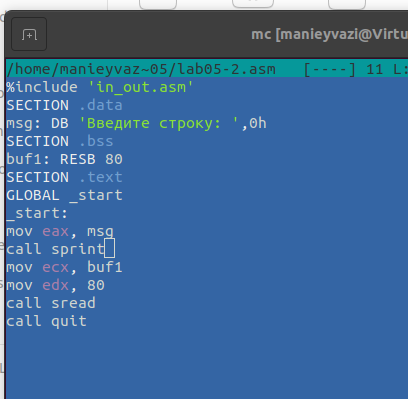 mc [manieyvazi@Virtu
/home/manieyvaz~05/lab05-2.asm [----] 11 L:
%include 'in_out.asm'
SECTION .data
msg: DB 'Введите строку: ',0h
SECTION .bss
buf1: RESB 80
SECTION .text
GLOBAL _start
_start:
mov eax, msg
call sprint
mov ecx, buf1
mov edx, 80
call sread
call quit